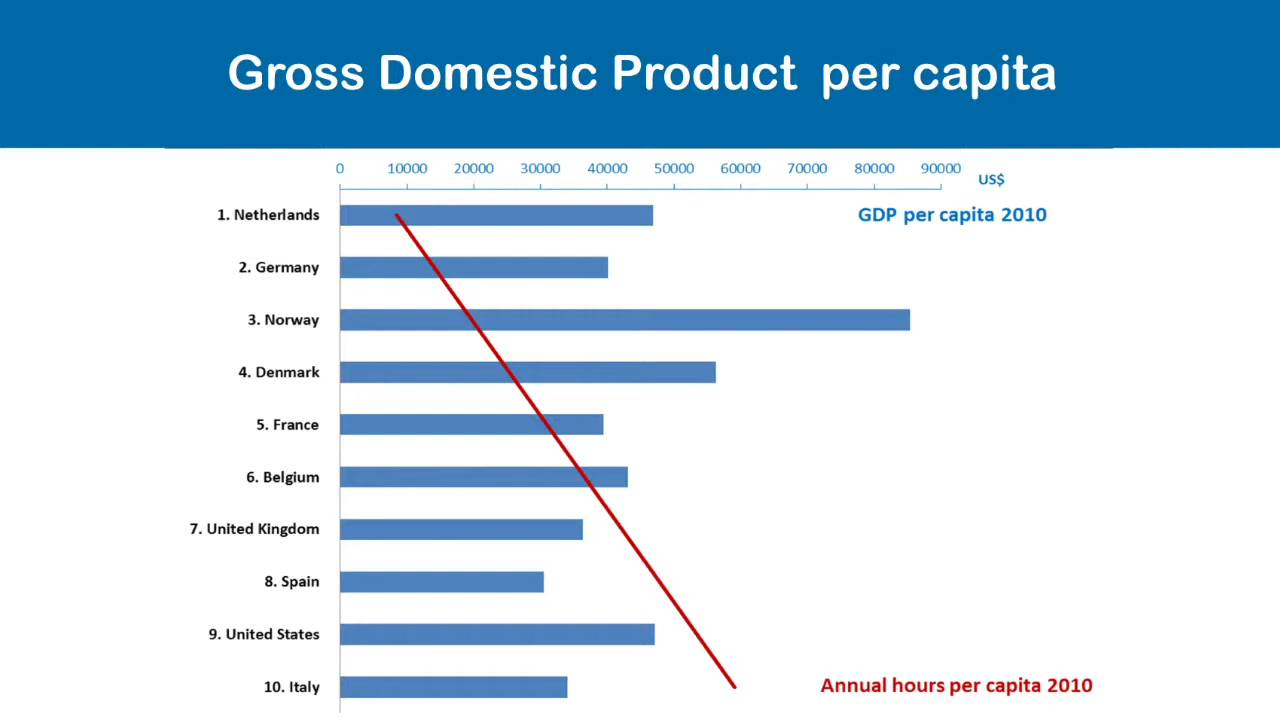 Gross Domestic Product per capita
0 10000 20000 30000 40000 50000 60000 70000 80000 90000
US$
1. Netherlands
GDP per capita 2010
2. Germany
3. Norway
4. Denmark
5. France
6. Belgium
7. United Kingdom
8. Spain
9. United States
10. Italy
Annual hours per capita 2010